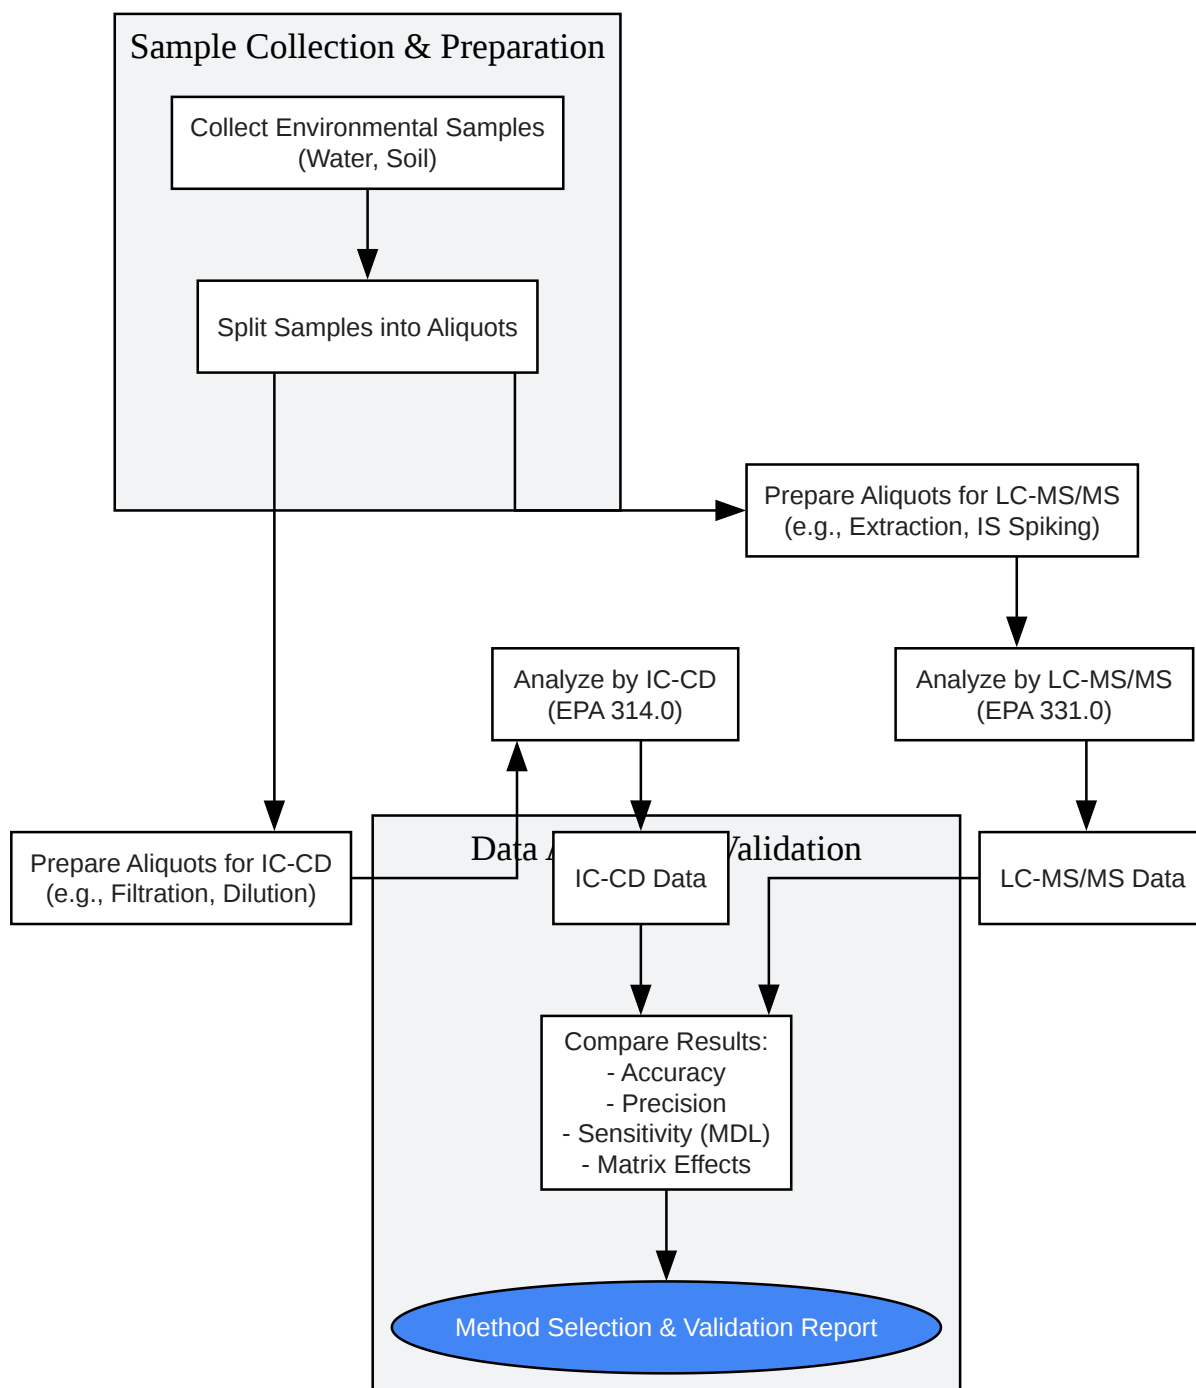 Sample Collection & Preparation
Collect Environmental Samples
(Water, Soil)
Split Samples into Aliquots
Prepare Aliquots for LC-MS/MS
(e.g., Extraction, IS Spiking)
Analyze by IC-CD
(EPA 314.0)
Analyze by LC-MS/MS
(EPA 331.0)
Prepare Aliquots for IC-CD
(e.g., Filtration, Dilution)
Data Validation
IC-CD Data
LC-MS/MS Data
Compare Results:
- Accuracy
- Precision
- Sensitivity (MDL)
- Matrix Effects
Method Selection & Validation Report